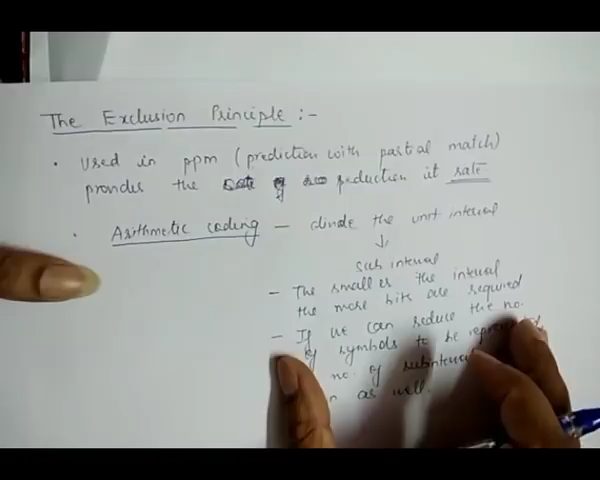 The Exclusion Principle :-
• Used in ppm (prediction with partial match)
provides the reduction it rate
• Arithmetic coding — divide the unit interval
↓
sub interval
- The smaller the interval
the more bits are required
- If we can reduce the no.
of symbols to be
no. of
as well.